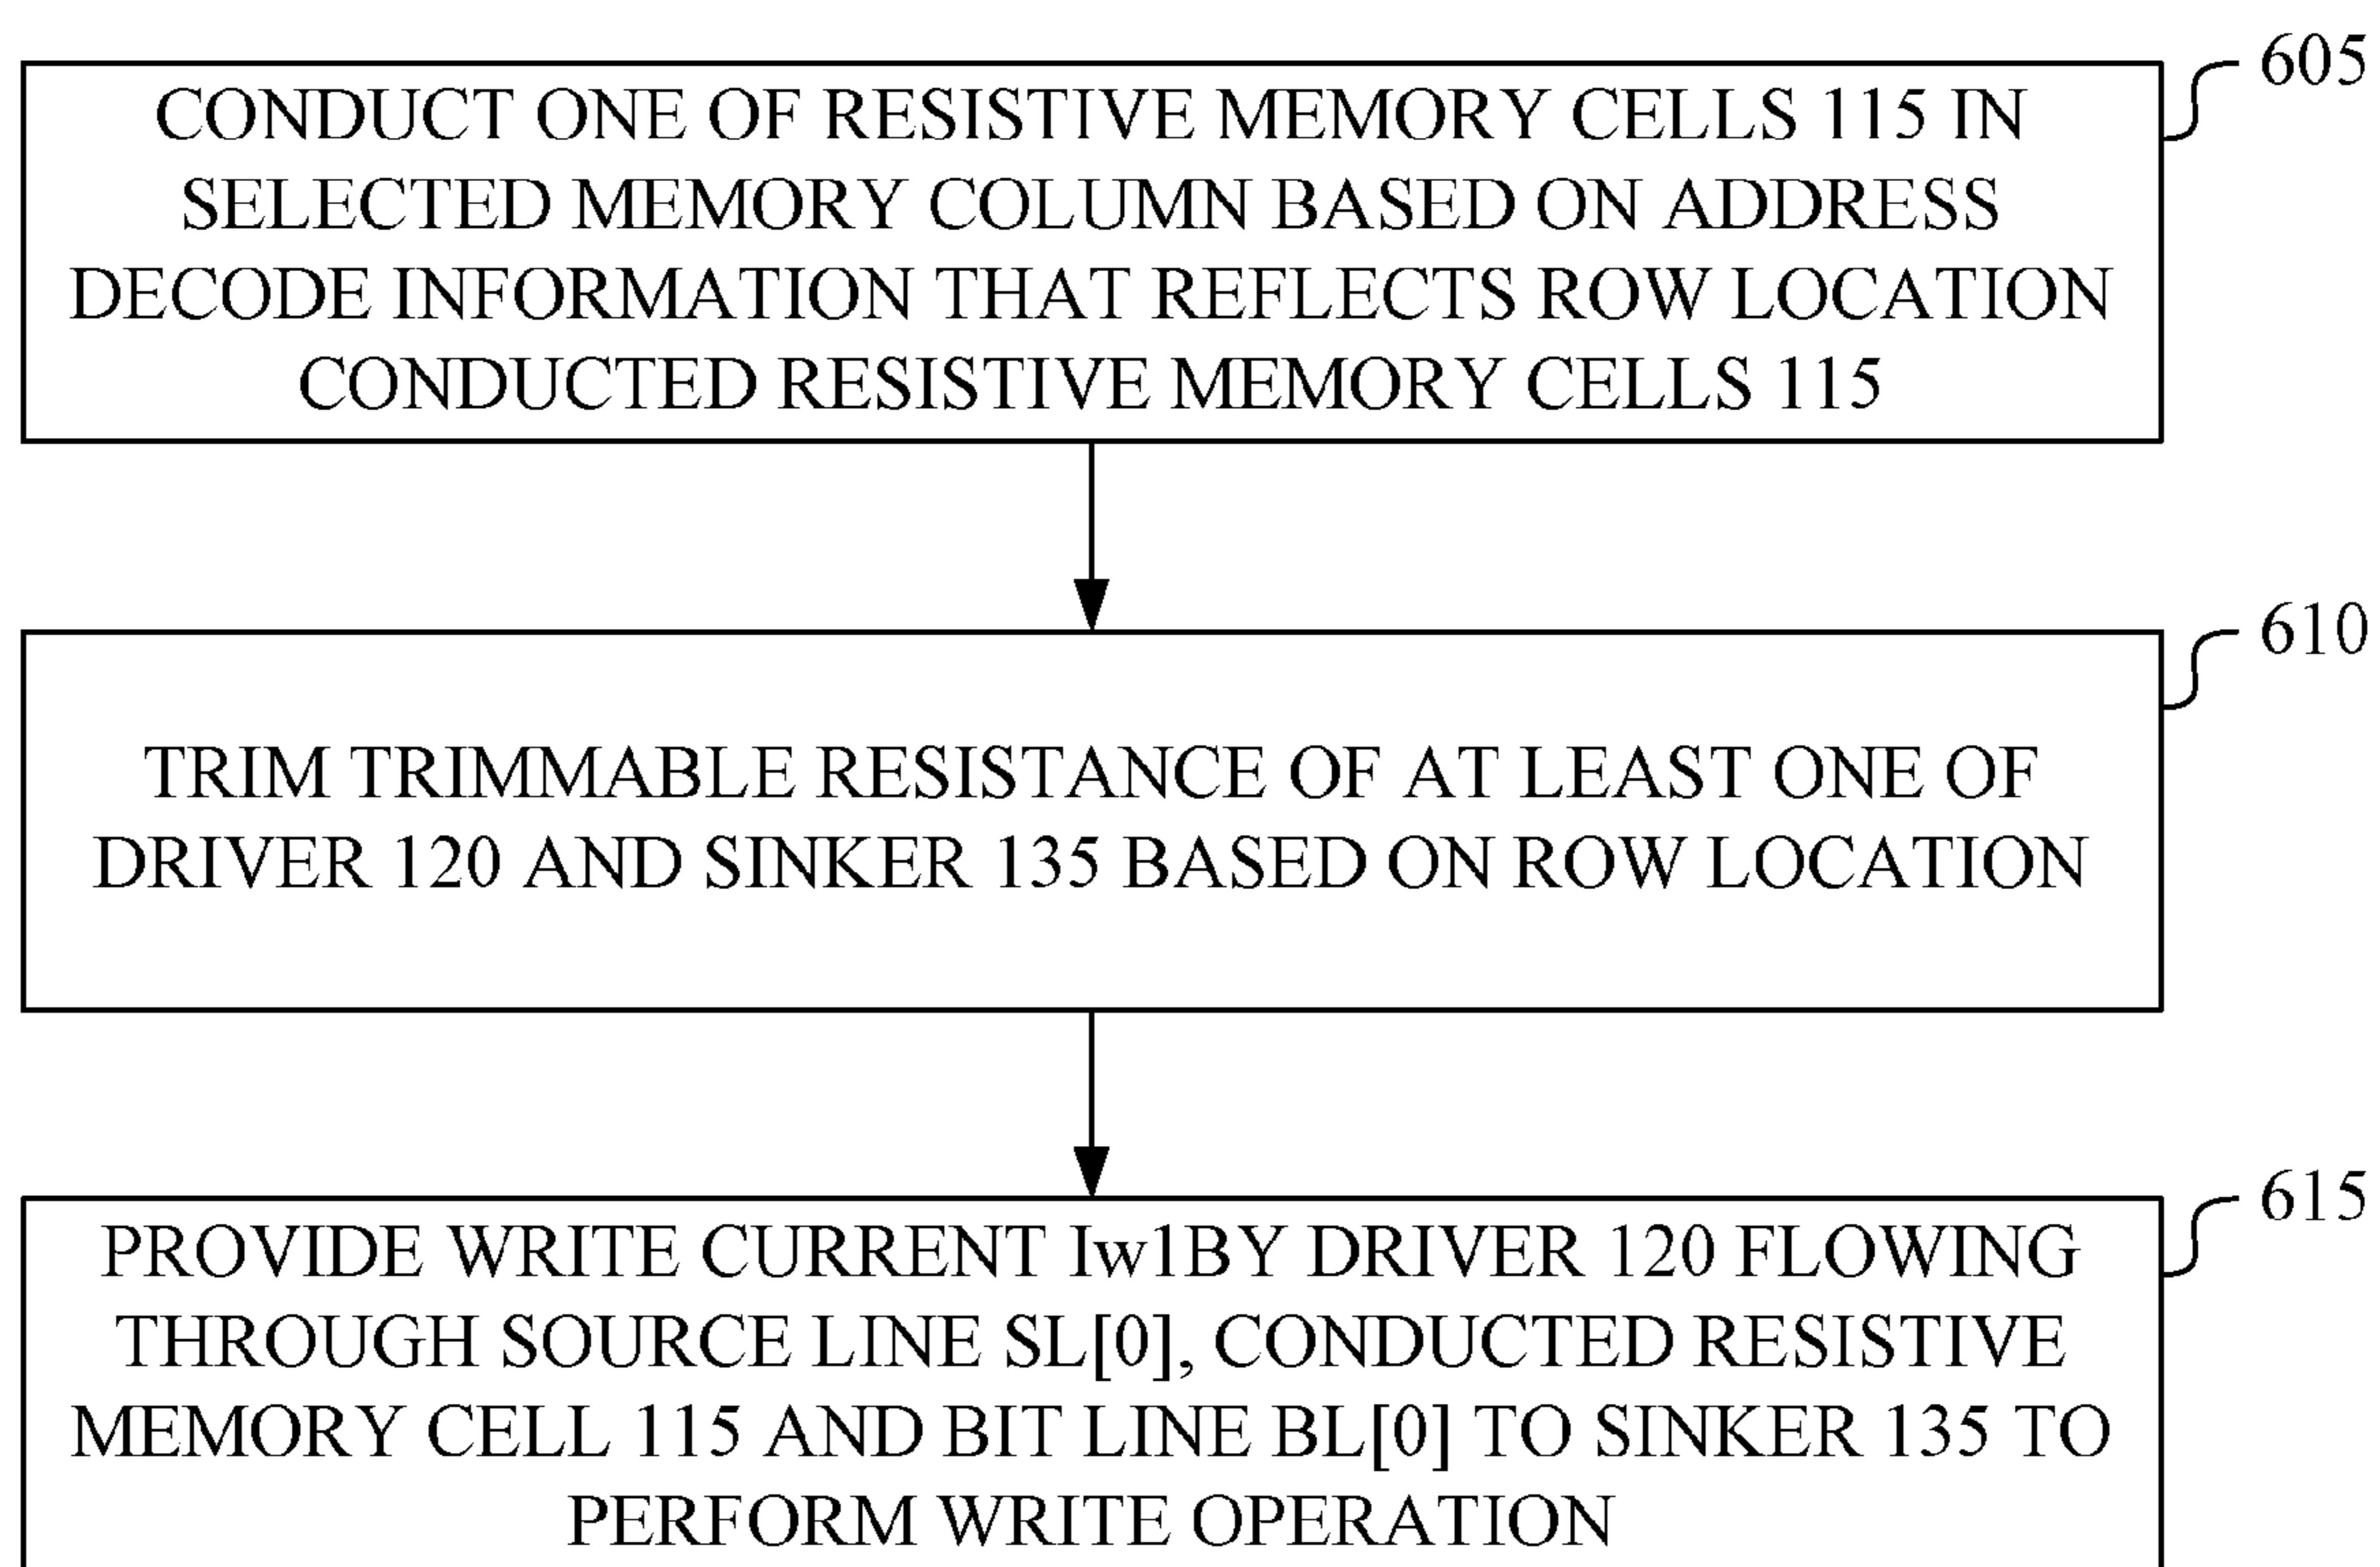 605
CONDUCT ONE OF RESISTIVE MEMORY CELLS 115 IN
SELECTED MEMORY COLUMN BASED ON ADDRESS
DECODE INFORMATION THAT REFLECTS ROW LOCATION
CONDUCTED RESISTIVE MEMORY CELLS 115
610
TRIM TRIMMABLE RESISTANCE OF AT LEAST ONE OF
DRIVER 120 AND SINKER 135 BASED ON ROW LOCATION
615
PROVIDE WRITE CURRENT Iw1BY DRIVER 120 FLOWING
THROUGH SOURCE LINE SL[0], CONDUCTED RESISTIVE
MEMORY CELL 115 AND BIT LINE BL[0] TO SINKER 135 TO
PERFORM WRITE OPERATION